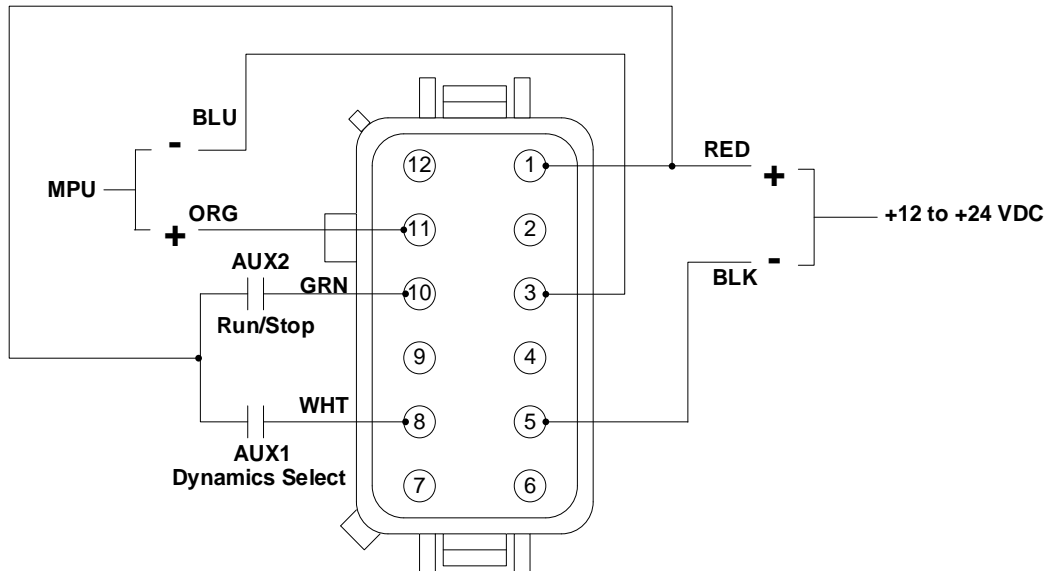 BLU
-
MPU
ORG
+
AUX2
GRN
Run/Stop
WHT
AUX1
Dynamics Select
12
1
11
2
10
3
9
4
8
5
7
6
RED
+
+12 to +24 VDC
-
BLK